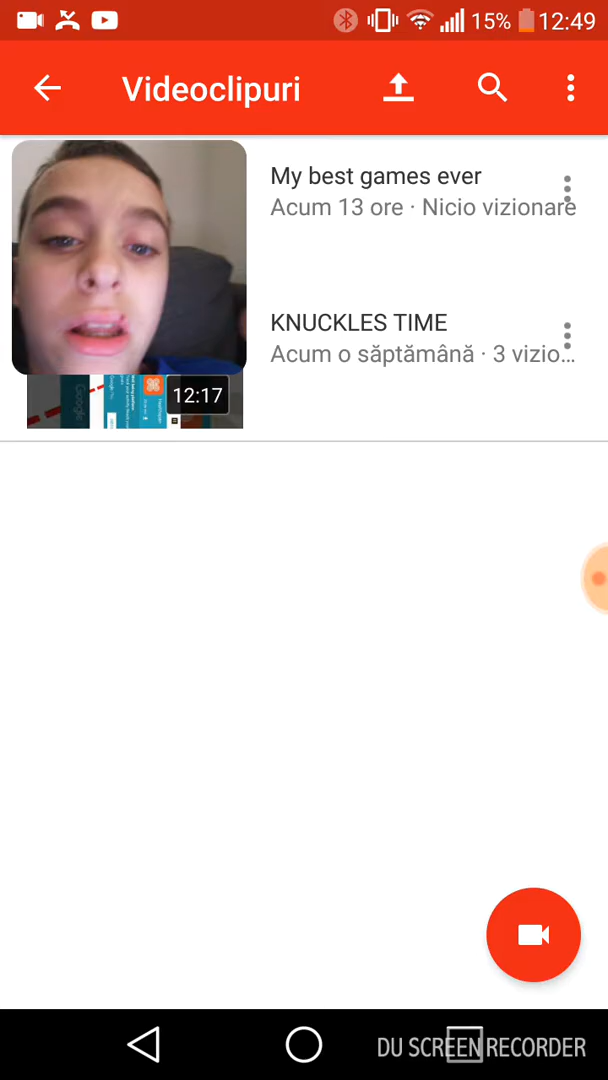 15% 12:49
Videoclipuri
My best games ever
Acum 13 ore · Nicio vizionare
KNUCKLES TIME
Acum o săptămână · 3 vizio...
12:17
Google
DU SCREEN RECORDER